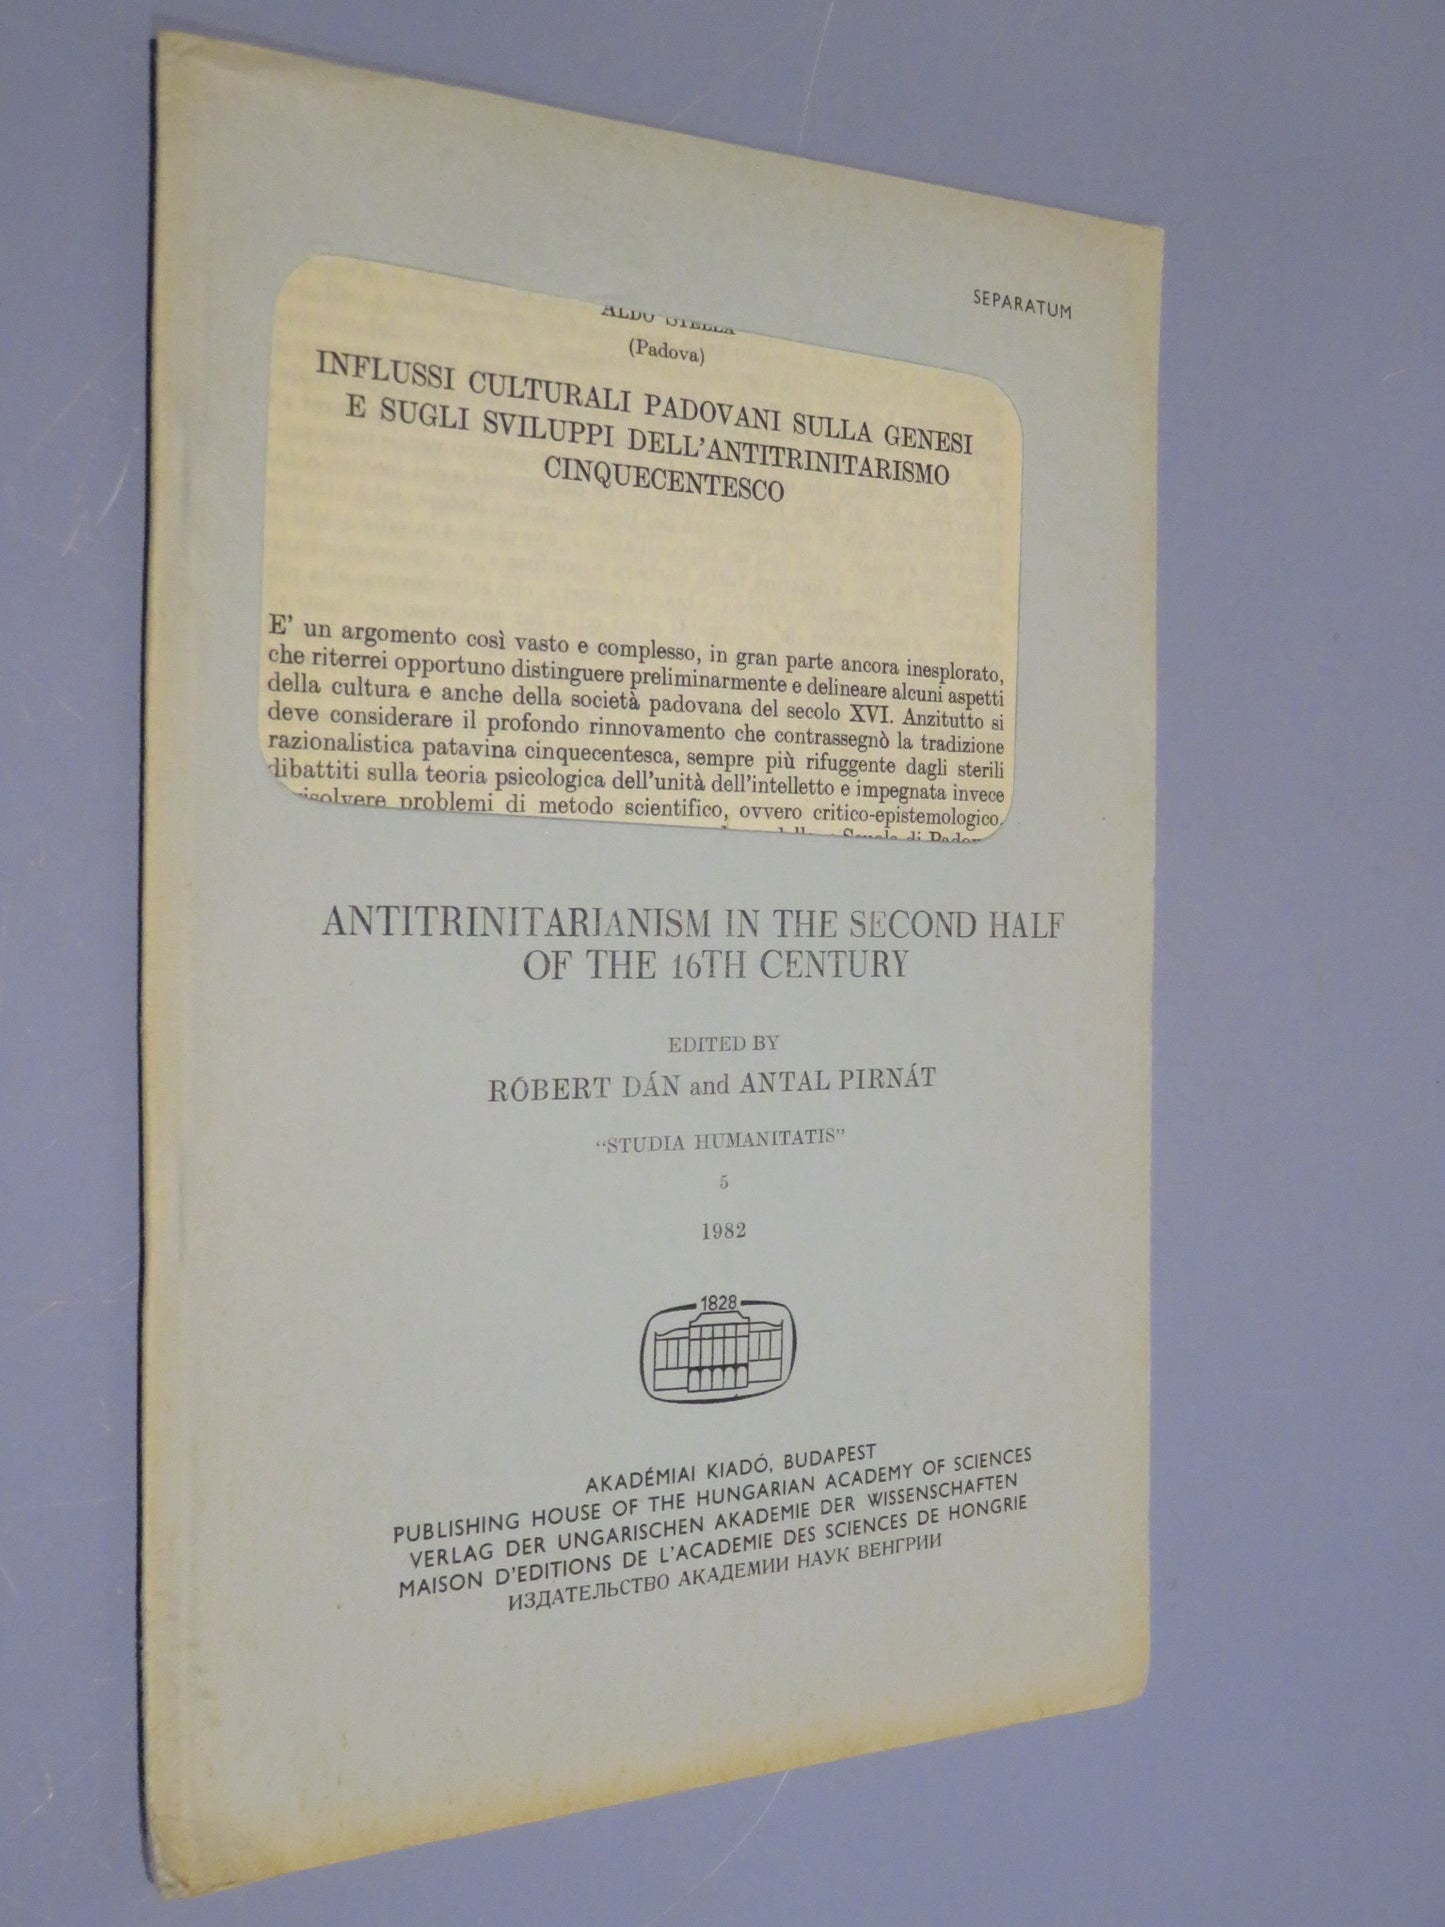 SEPARATUM
ALDO STELLA
(Padova)
INFLUSSI CULTURALI PADOVANI SULLA GENESI
E SUGLI SVILUPPI DELL'ANTITRINITARISMO
CINQUECENTESCO
E' un argomento così vasto e complesso, in gran parte ancora inesplorato,
che riterrei opportuno distinguere preliminarmente e delineare alcuni aspetti
della cultura e anche della società padovana del secolo XVI. Anzitutto si
deve considerare il profondo rinnovamento che contrassegnò la tradizione
razionalistica patavina cinquecentesca, sempre più rifuggente dagli sterili
dibattiti sulla teoria psicologica dell'unità dell'intelletto e impegnata invece
risolvere problemi di metodo scientifico, ovvero critico-epistemologico.
Scuola di
ANTITRINITARIANISM IN THE SECOND HALF
OF THE 16TH CENTURY
EDITED BY
RÓBERT DÁN and ANTAL PIRNÁT
“STUDIA HUMANITATIS”
5
1982
1828
AKADÉMIAI KIADÓ, BUDAPEST
PUBLISHING HOUSE OF THE HUNGARIAN ACADEMY OF SCIENCES
VERLAG DER UNGARISCHEN AKADEMIE DER WISSENSCHAFTEN
MAISON D'EDITIONS DE L'ACADEMIE DES SCIENCES DE HONGRIE
ИЗДАТЕЛЬСТВО АКАДЕМИИ НАУК ВЕНГРИИ